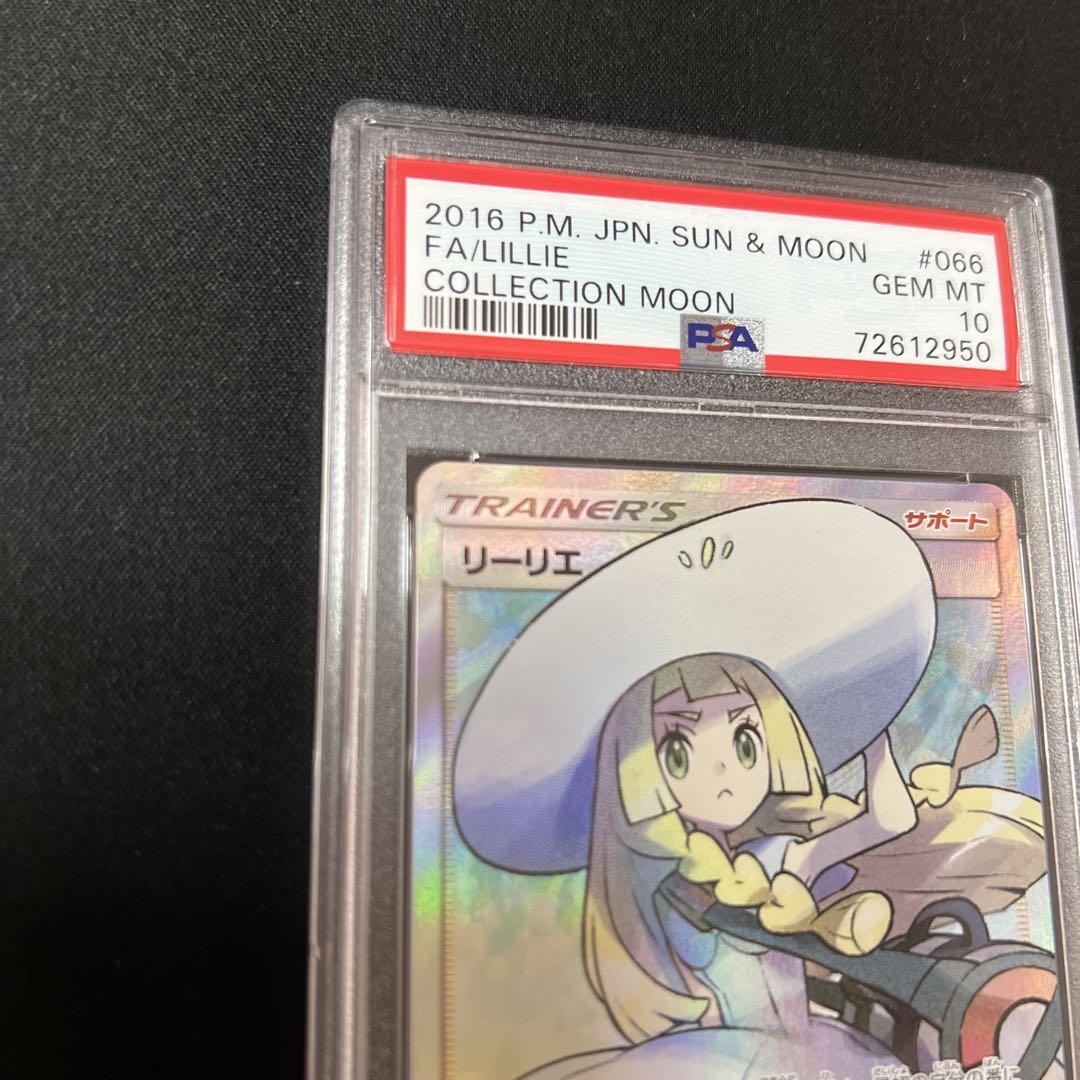 2016 P.M. JPN. SUN & MOON #066
FA/LILLIE GEM MT
COLLECTION MOON 10
PSA 72612950
TRAINER'S サポート
リーリエ